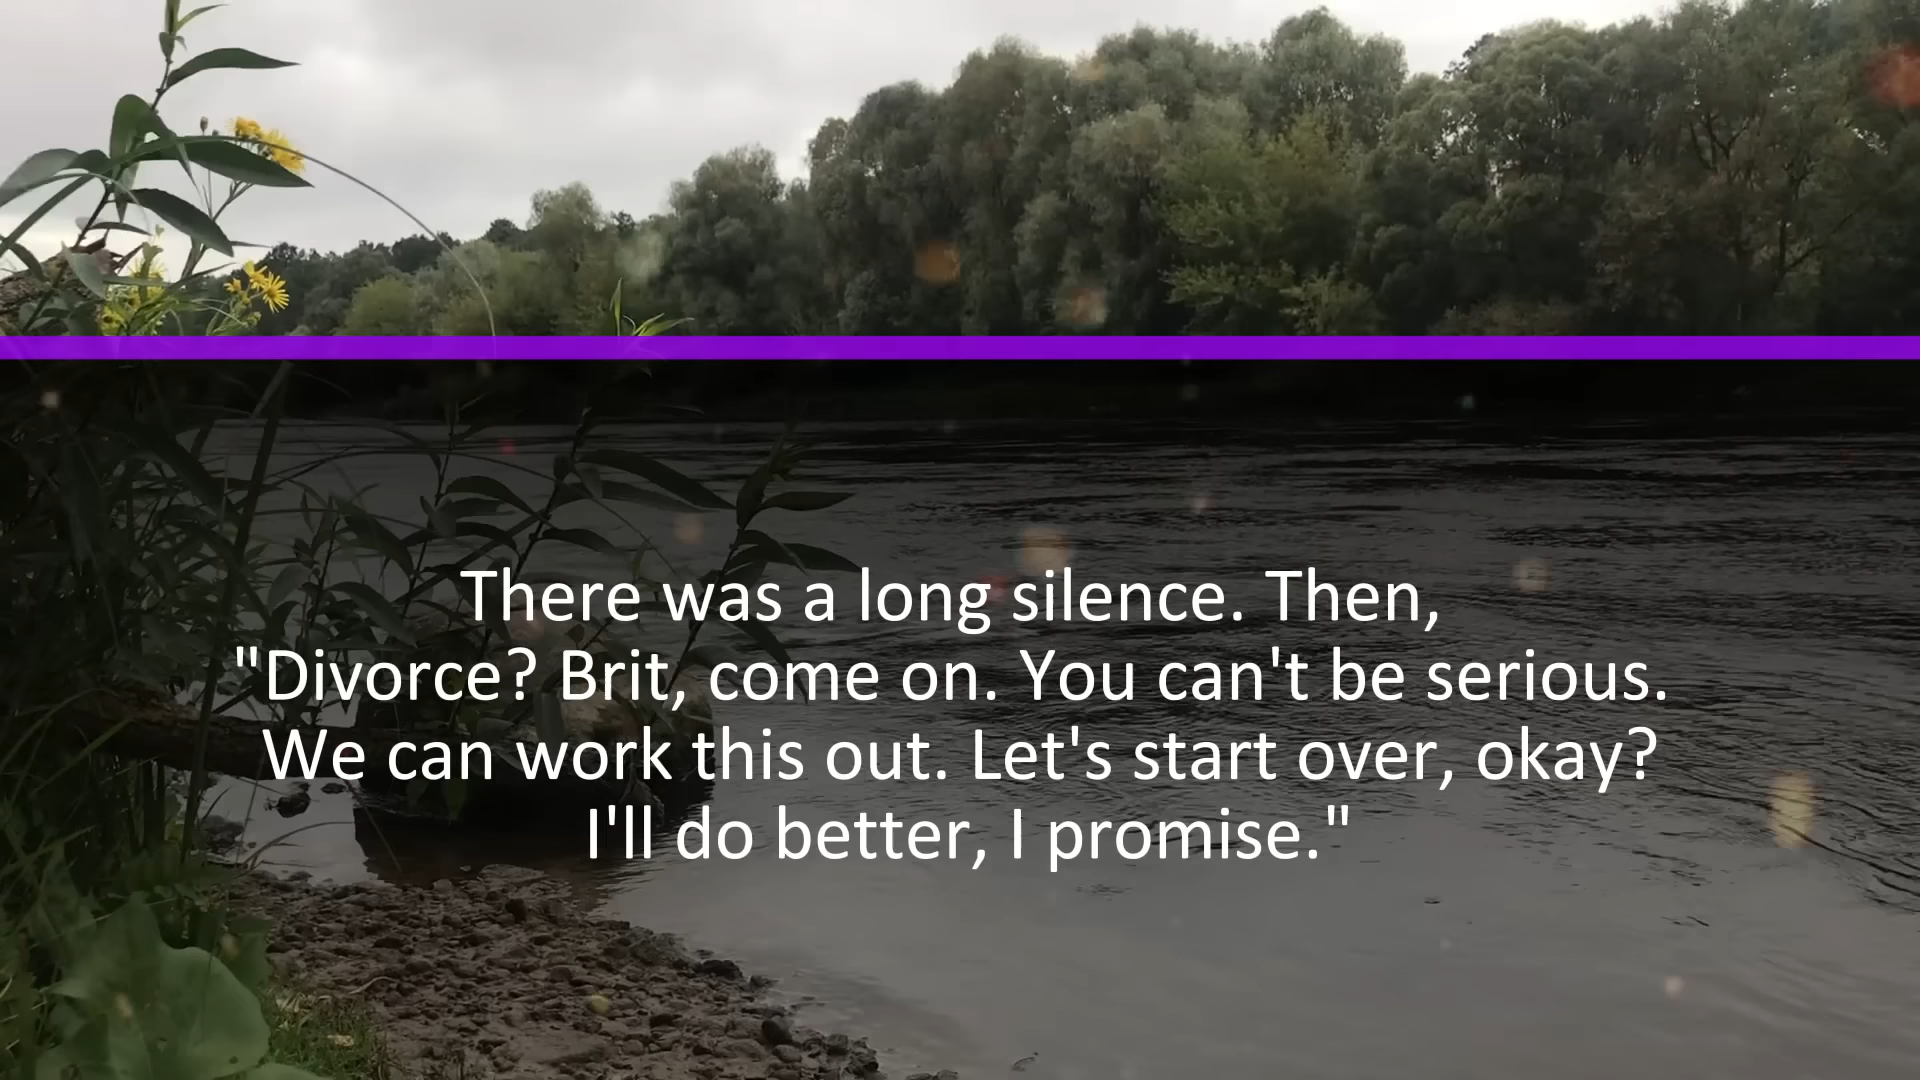 There was a long silence. Then,
"Divorce? Brit, come on. You can't be serious.
We can work this out. Let's start over, okay?
I'll do better, I promise."